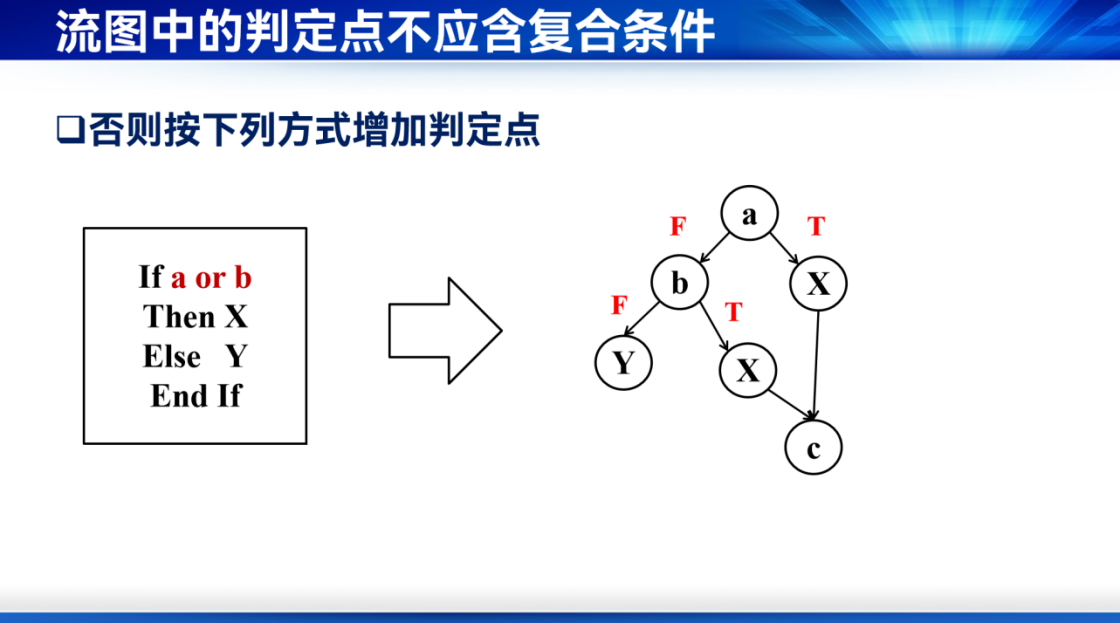 流图中的判定点不应含复合条件
❑否则按下列方式增加判定点
If a or b
Then X
Else Y
End If
a
F
T
b
X
F
T
Y
X
c